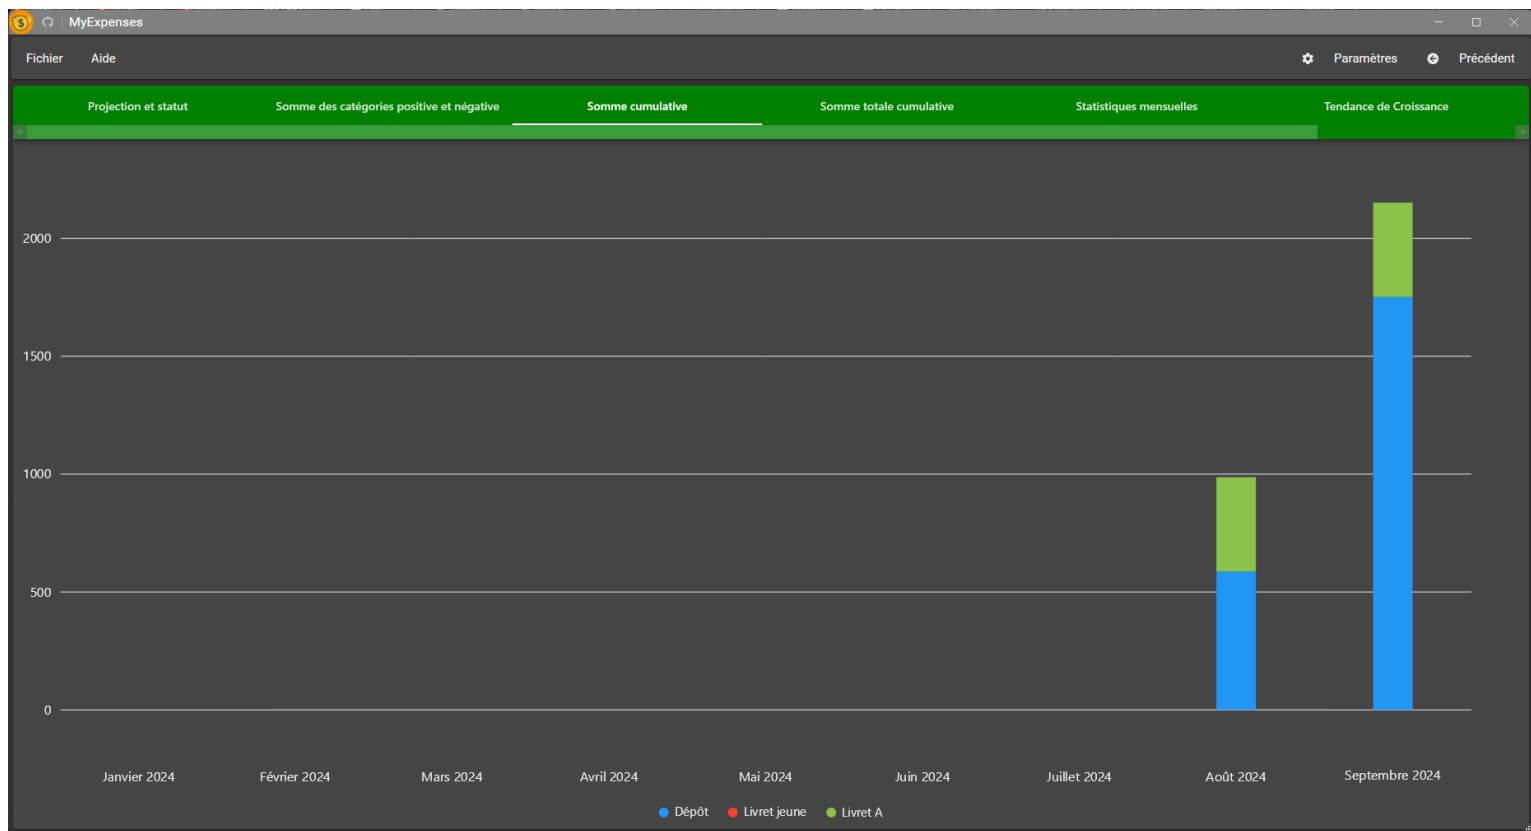 MyExpenses
Fichier Aide Paramètres Précédent
Projection et statut Somme des catégories positive et négative Somme cumulative Somme totale cumulative Statistiques mensuelles Tendance de Croissance
2000
1500
1000
500
0
Janvier 2024 Février 2024 Mars 2024 Avril 2024 Mai 2024 Juin 2024 Juillet 2024 Août 2024 Septembre 2024
Dépôt Livret jeune Livret A